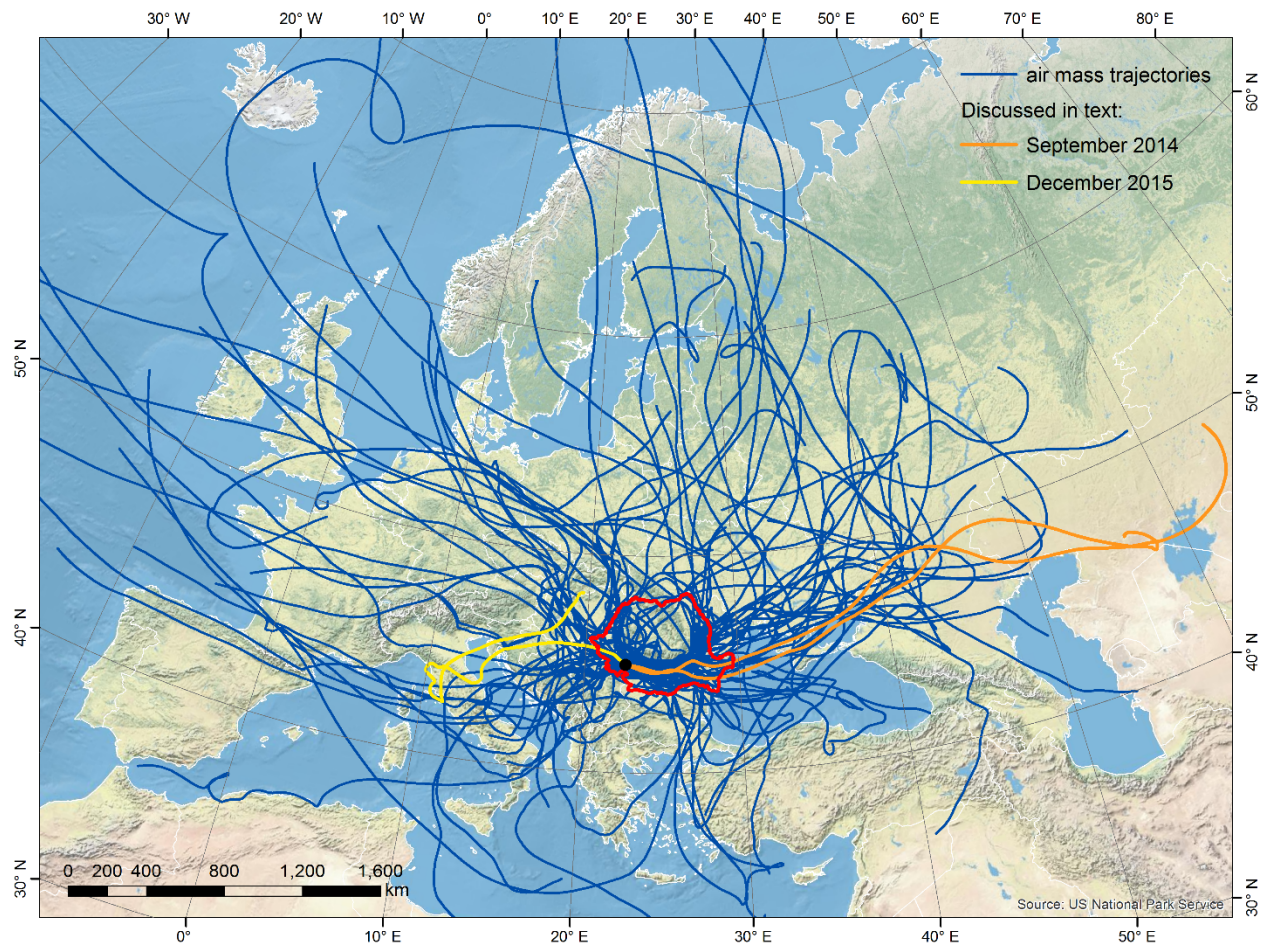 30° W 20° W 10° W 0° 10° E 20° E 30° E 40° E 50° E 60° E 70° E 80° E
60° N
air mass trajectories
Discussed in text:
September 2014
December 2015
50° N
50° N
40° N
40° N
0 200 400 800 1,200 1,600
km
30° N
30° N
Source: US National Park Service
0° 10° E 20° E 30° E 40° E 50° E